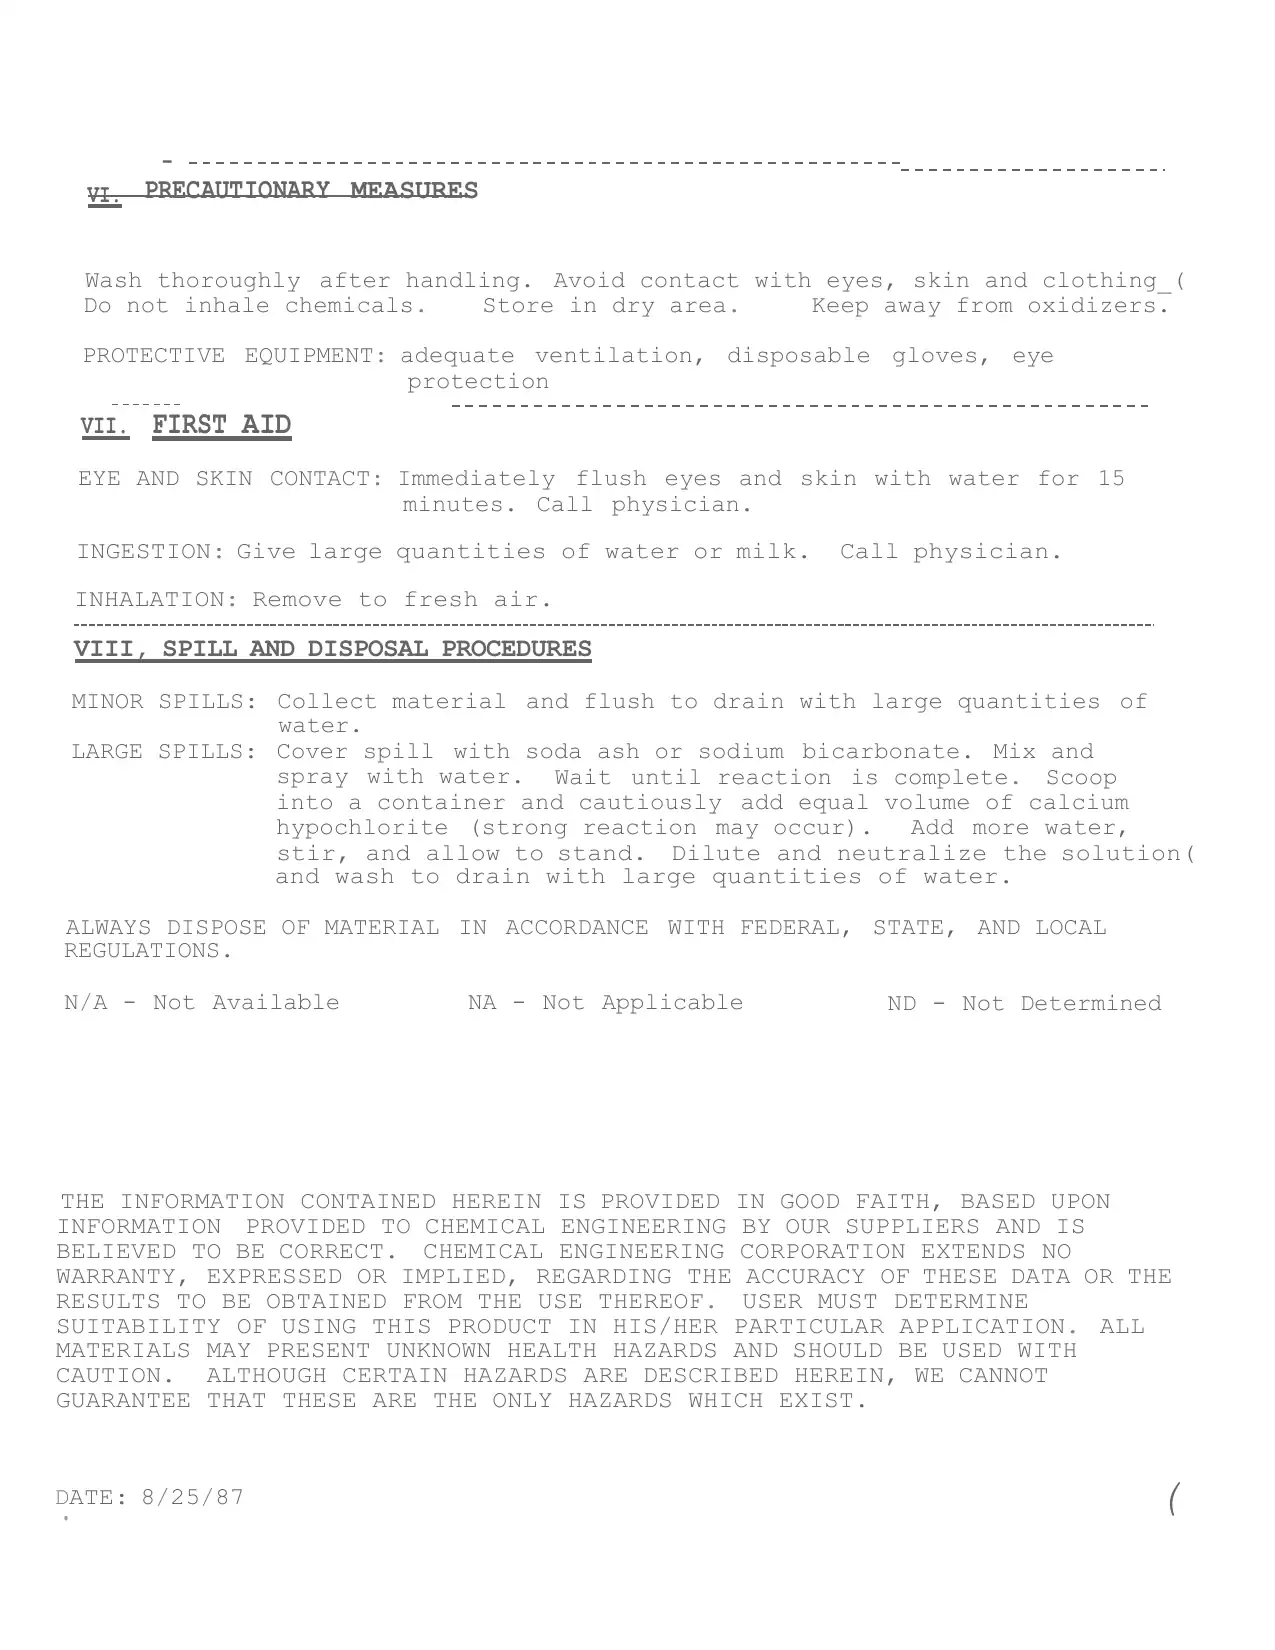 VI. PRECAUTIONARY MEASURES
Wash thoroughly after handling. Avoid contact with eyes, skin and clothing_(
Do not inhale chemicals. Store in dry area. Keep away from oxidizers.
PROTECTIVE EQUIPMENT: adequate ventilation, disposable gloves, eye
protection
VII. FIRST AID
EYE AND SKIN CONTACT: Immediately flush eyes and skin with water for 15
minutes. Call physician.
INGESTION: Give large quantities of water or milk. Call physician.
INHALATION: Remove to fresh air.
VIII, SPILL AND DISPOSAL PROCEDURES
MINOR SPILLS: Collect material and flush to drain with large quantities of
water.
LARGE SPILLS: Cover spill with soda ash or sodium bicarbonate. Mix and
spray with water. Wait until reaction is complete. Scoop
into a container and cautiously add equal volume of calcium
hypochlorite (strong reaction may occur). Add more water,
stir, and allow to stand. Dilute and neutralize the solution(
and wash to drain with large quantities of water.
ALWAYS DISPOSE OF MATERIAL IN ACCORDANCE WITH FEDERAL, STATE, AND LOCAL
REGULATIONS.
N/A - Not Available NA - Not Applicable ND - Not Determined
THE INFORMATION CONTAINED HEREIN IS PROVIDED IN GOOD FAITH, BASED UPON
INFORMATION PROVIDED TO CHEMICAL ENGINEERING BY OUR SUPPLIERS AND IS
BELIEVED TO BE CORRECT. CHEMICAL ENGINEERING CORPORATION EXTENDS NO
WARRANTY, EXPRESSED OR IMPLIED, REGARDING THE ACCURACY OF THESE DATA OR THE
RESULTS TO BE OBTAINED FROM THE USE THEREOF. USER MUST DETERMINE
SUITABILITY OF USING THIS PRODUCT IN HIS/HER PARTICULAR APPLICATION. ALL
MATERIALS MAY PRESENT UNKNOWN HEALTH HAZARDS AND SHOULD BE USED WITH
CAUTION. ALTHOUGH CERTAIN HAZARDS ARE DESCRIBED HEREIN, WE CANNOT
GUARANTEE THAT THESE ARE THE ONLY HAZARDS WHICH EXIST.
DATE: 8/25/87 (